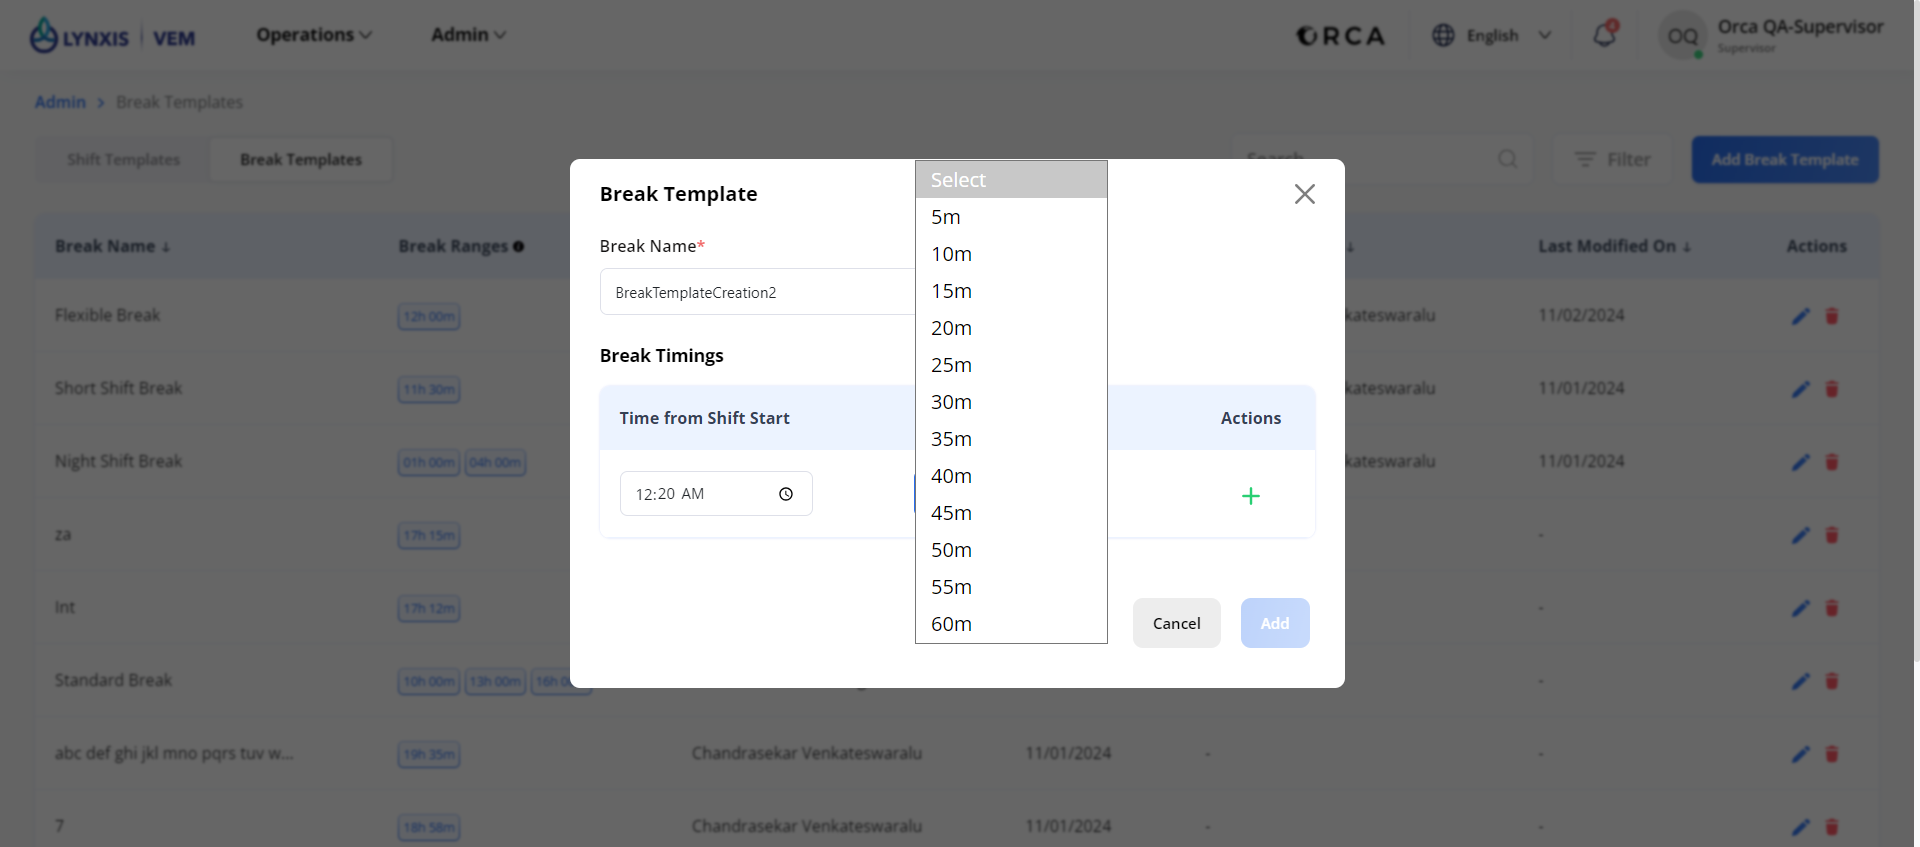 LYNXIS | VEM Operations Admin ORCA English 4 OQ Orca QA-Supervisor
Supervisor
Admin > Break Templates
Shift Templates Break Templates Search Filter Add Break Template
Break Template
Break Name*
BreakTemplateCreation2
Break Timings
Time from Shift Start Actions
12:20 AM
Select
5m
10m
15m
20m
25m
30m
35m
40m
45m
50m
55m
60m
Cancel Add
Break Name ↓ Break Ranges Last Modified On ↓ Actions
Flexible Break 12h 00m kateswaralu 11/02/2024
Short Shift Break 11h 30m kateswaralu 11/01/2024
Night Shift Break 01h 00m 04h 00m kateswaralu 11/01/2024
za 17h 15m -
Int 17h 12m -
Standard Break 10h 00m 13h 00m 16h -
abc def ghi jkl mno pqrs tuv w... 19h 35m Chandrasekar Venkateswaralu 11/01/2024 - -
7 18h 58m Chandrasekar Venkateswaralu 11/01/2024 - -